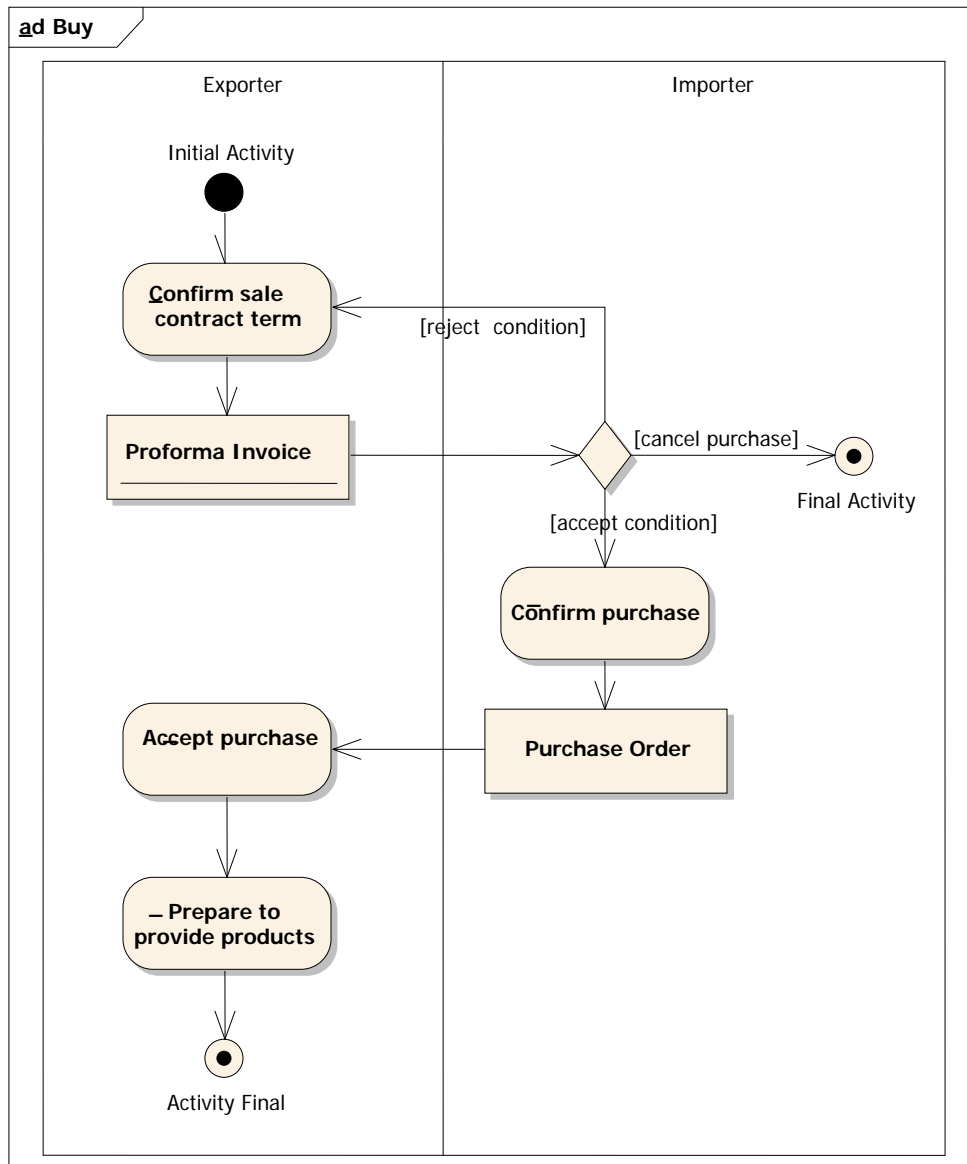 ad Buy
Exporter
Importer
Initial Activity
Confirm sale
contract term
[reject condition]
Proforma Invoice
[cancel purchase]
Final Activity
[accept condition]
Confirm purchase
Accept purchase
Purchase Order
Prepare to
provide products
Activity Final